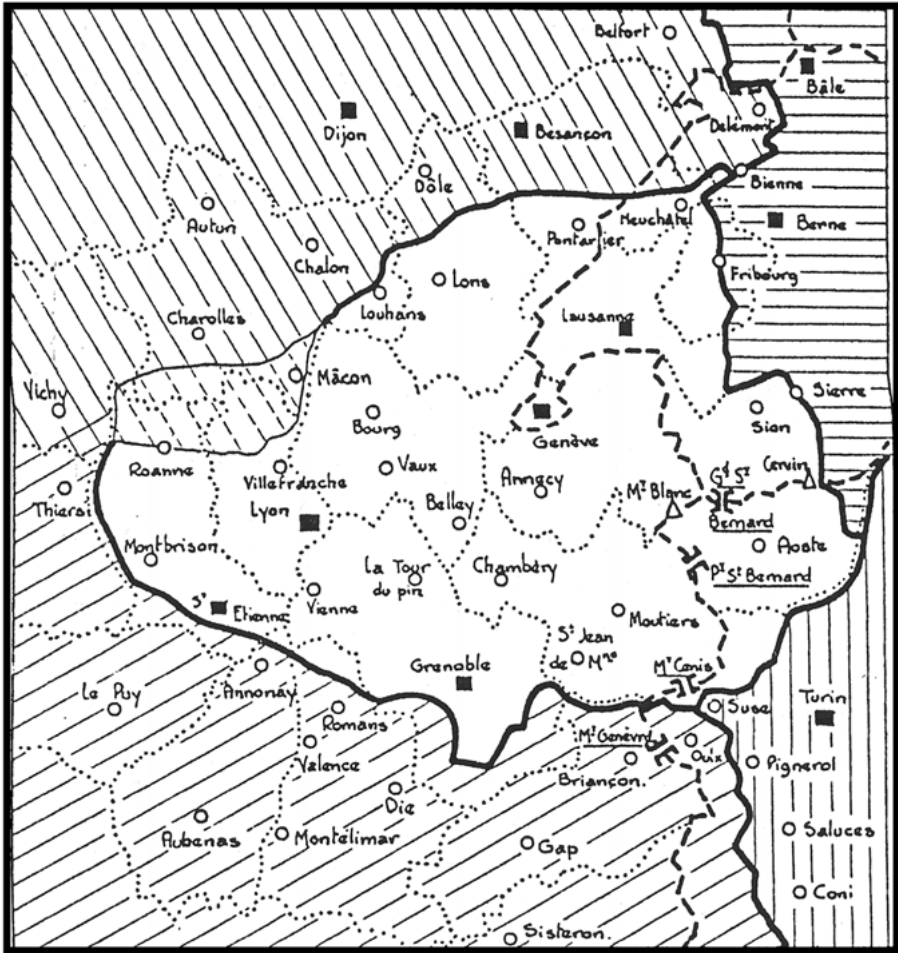 Belfort
Bâle
Dijon
Besançon
Delémont
Dôle
Bienne
Autun
Neuchâtel
Berne
Pontarlier
Chalon
Fribourg
Lons
Louhans
Lausanne
Charolles
Mâcon
Vichy
Sierre
Bourg
Sion
Genève
Roanne
Vaux
Villefranche
Annecy
Mt Blanc
Gd St
Bernard
Cervin
Thiers
Lyon
Belley
Aoste
Montbrison
La Tour
du pin
Chambéry
Pt St Bernard
Vienne
St Etienne
Moutiers
St Jean
de Mne
Grenoble
Mt Cenis
Annonay
Le Puy
Suse
Turin
Romans
Mt Genèvre
Valence
Oulx
Briançon
Pignerol
Die
Aubenas
Montélimar
Gap
Saluces
Coni
Sisteron